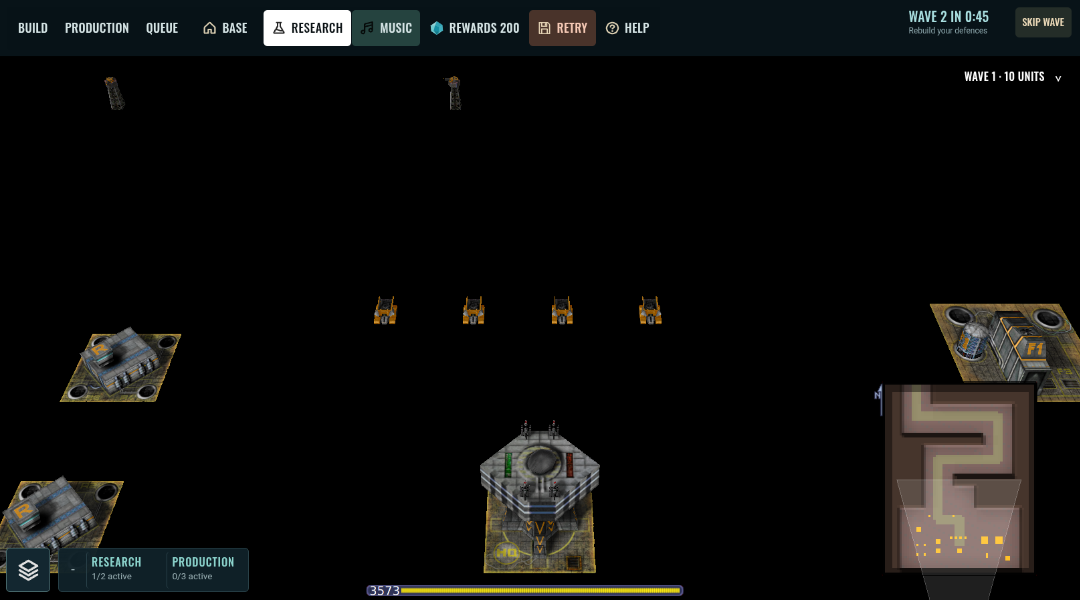 BUILD
PRODUCTION
QUEUE
BASE
RESEARCH
MUSIC
REWARDS 200
RETRY
HELP
WAVE 2 IN 0:45
Rebuild your defences
SKIP WAVE
WAVE 1 · 10 UNITS v
R
F1
N
R
HQ
RESEARCH
1/2 active
PRODUCTION
0/3 active
-
3573